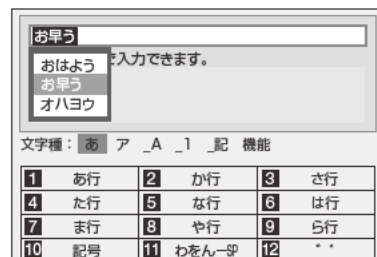 お早う
で入力できます。
おはよう
お早う
オハヨウ
文字種： あ ア _A _1 _記 機能
1 あ行 2 か行 3 さ行
4 た行 5 な行 6 は行
7 ま行 8 や行 9 ら行
10 記号 11 わをん―SP 12 ゛゜